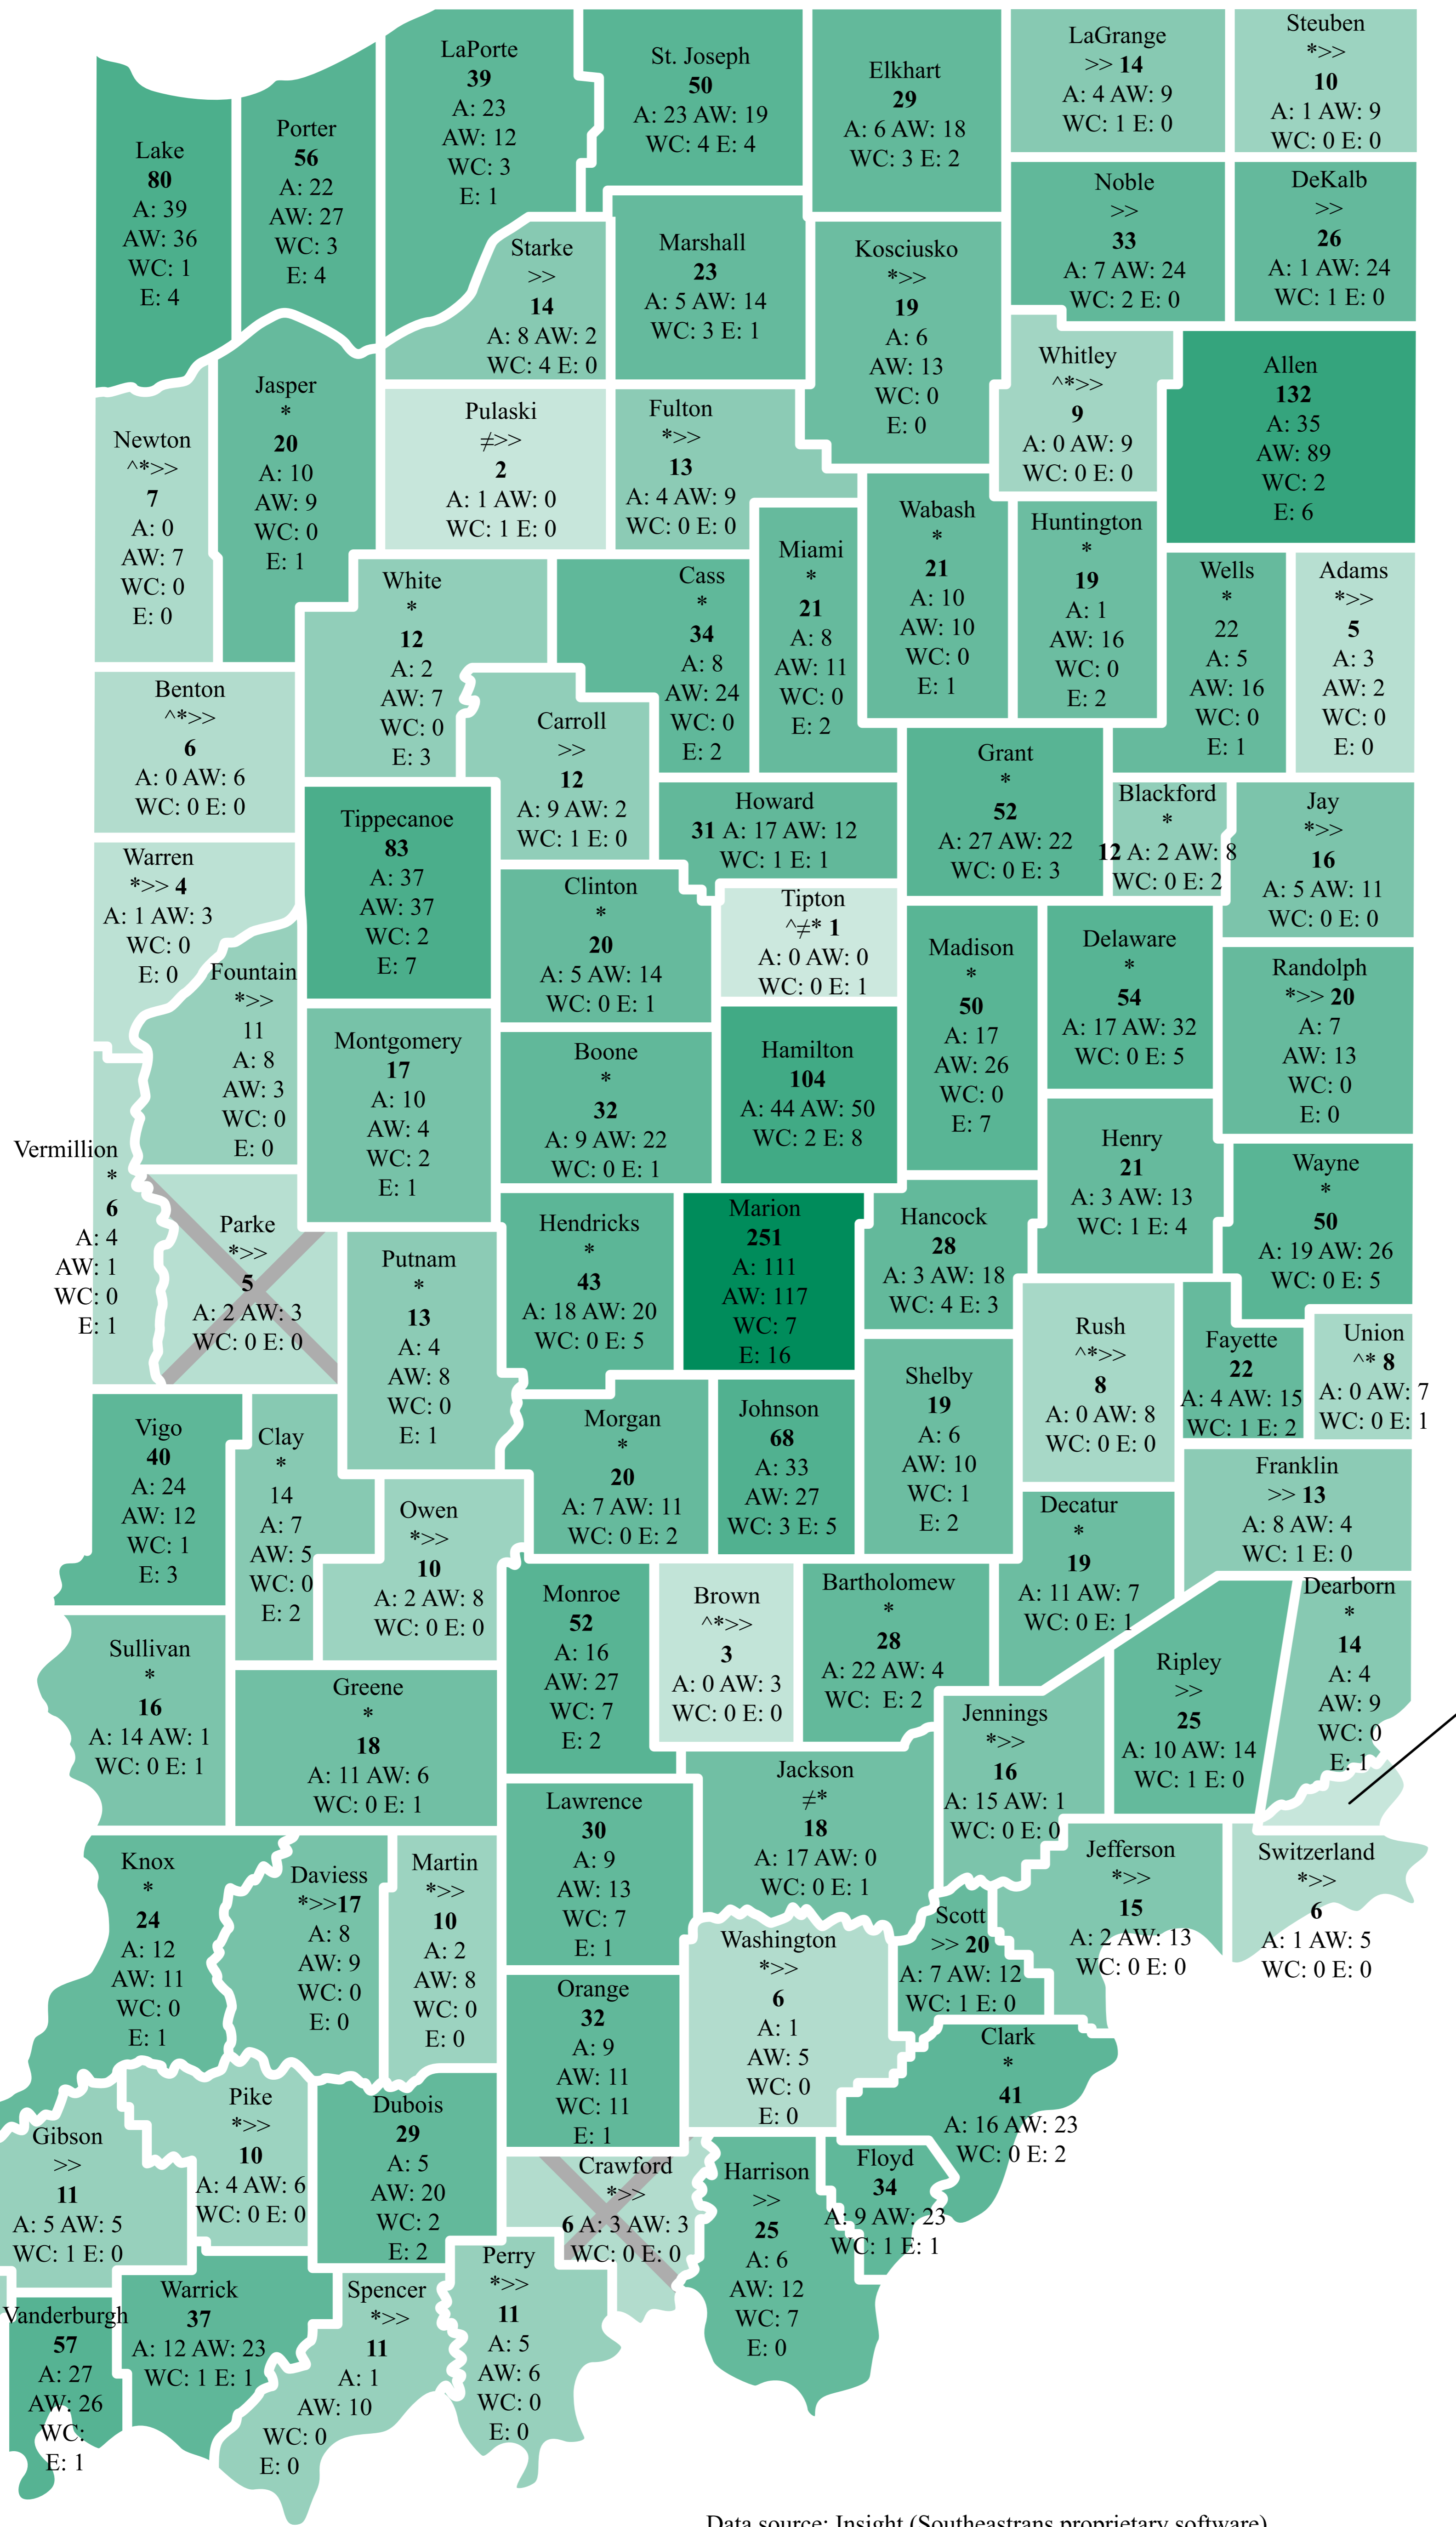 LaPorte
39
A: 23
AW: 12
WC: 3
E: 1
St. Joseph
50
A: 23 AW: 19
WC: 4 E: 4
Elkhart
29
A: 6 AW: 18
WC: 3 E: 2
LaGrange
>> 14
A: 4 AW: 9
WC: 1 E: 0
Steuben
*>>
10
A: 1 AW: 9
WC: 0 E: 0
Lake
80
A: 39
AW: 36
WC: 1
E: 4
Porter
56
A: 22
AW: 27
WC: 3
E: 4
Noble
>>
33
A: 7 AW: 24
WC: 2 E: 0
DeKalb
>>
26
A: 1 AW: 24
WC: 1 E: 0
Starke
>>
14
A: 8 AW: 2
WC: 4 E: 0
Marshall
23
A: 5 AW: 14
WC: 3 E: 1
Kosciusko
*>>
19
A: 6
AW: 13
WC: 0
E: 0
Whitley
^*>>
9
A: 0 AW: 9
WC: 0 E: 0
Allen
132
A: 35
AW: 89
WC: 2
E: 6
Newton
^*>>
7
A: 0
AW: 7
WC: 0
E: 0
Jasper
*
20
A: 10
AW: 9
WC: 0
E: 1
Pulaski
≠>>
2
A: 1 AW: 0
WC: 1 E: 0
Fulton
*>>
13
A: 4 AW: 9
WC: 0 E: 0
Miami
*
21
A: 8
AW: 11
WC: 0
E: 2
Wabash
*
21
A: 10
AW: 10
WC: 0
E: 1
Huntington
*
19
A: 1
AW: 16
WC: 0
E: 2
Wells
*
22
A: 5
AW: 16
WC: 0
E: 1
Adams
*>>
5
A: 3
AW: 2
WC: 0
E: 0
White
*
12
A: 2
AW: 7
WC: 0
E: 3
Cass
*
34
A: 8
AW: 24
WC: 0
E: 2
Benton
^*>>
6
A: 0 AW: 6
WC: 0 E: 0
Carroll
>>
12
A: 9 AW: 2
WC: 1 E: 0
Grant
*
52
A: 27 AW: 22
WC: 0 E: 3
Blackford
*
12 A: 2 AW: 8
WC: 0 E: 2
Jay
*>>
16
A: 5 AW: 11
WC: 0 E: 0
Warren
*>> 4
A: 1 AW: 3
WC: 0
E: 0
Tippecanoe
83
A: 37
AW: 37
WC: 2
E: 7
Howard
31 A: 17 AW: 12
WC: 1 E: 1
Clinton
*
20
A: 5 AW: 14
WC: 0 E: 1
Tipton
^≠* 1
A: 0 AW: 0
WC: 0 E: 1
Madison
*
50
A: 17
AW: 26
WC: 0
E: 7
Delaware
*
54
A: 17 AW: 32
WC: 0 E: 5
Randolph
*>> 20
A: 7
AW: 13
WC: 0
E: 0
Fountain
*>>
11
A: 8
AW: 3
WC: 0
E: 0
Montgomery
17
A: 10
AW: 4
WC: 2
E: 1
Boone
*
32
A: 9 AW: 22
WC: 0 E: 1
Hamilton
104
A: 44 AW: 50
WC: 2 E: 8
Henry
21
A: 3 AW: 13
WC: 1 E: 4
Wayne
*
50
A: 19 AW: 26
WC: 0 E: 5
Vermillion
*
6
A: 4
AW: 1
WC: 0
E: 1
Parke
*>>
5
A: 2 AW: 3
WC: 0 E: 0
Putnam
*
13
A: 4
AW: 8
WC: 0
E: 1
Hendricks
*
43
A: 18 AW: 20
WC: 0 E: 5
Marion
251
A: 111
AW: 117
WC: 7
E: 16
Hancock
28
A: 3 AW: 18
WC: 4 E: 3
Rush
^*>>
8
A: 0 AW: 8
WC: 0 E: 0
Fayette
22
A: 4 AW: 15
WC: 1 E: 2
Union
^* 8
A: 0 AW: 7
WC: 0 E: 1
Vigo
40
A: 24
AW: 12
WC: 1
E: 3
Clay
*
14
A: 7
AW: 5
WC: 0
E: 2
Morgan
*
20
A: 7 AW: 11
WC: 0 E: 2
Johnson
68
A: 33
AW: 27
WC: 3 E: 5
Shelby
19
A: 6
AW: 10
WC: 1
E: 2
Franklin
>> 13
A: 8 AW: 4
WC: 1 E: 0
Owen
*>>
10
A: 2 AW: 8
WC: 0 E: 0
Decatur
*
19
A: 11 AW: 7
WC: 0 E: 1
Monroe
52
A: 16
AW: 27
WC: 7
E: 2
Brown
^*>>
3
A: 0 AW: 3
WC: 0 E: 0
Bartholomew
*
28
A: 22 AW: 4
WC: E: 2
Dearborn
*
14
A: 4
AW: 9
WC: 0
E: 1
Sullivan
*
16
A: 14 AW: 1
WC: 0 E: 1
Greene
*
18
A: 11 AW: 6
WC: 0 E: 1
Ripley
>>
25
A: 10 AW: 14
WC: 1 E: 0
Jennings
*>>
16
A: 15 AW: 1
WC: 0 E: 0
Lawrence
30
A: 9
AW: 13
WC: 7
E: 1
Jackson
≠*
18
A: 17 AW: 0
WC: 0 E: 1
Knox
*
24
A: 12
AW: 11
WC: 0
E: 1
Daviess
*>>17
A: 8
AW: 9
WC: 0
E: 0
Martin
*>>
10
A: 2
AW: 8
WC: 0
E: 0
Jefferson
*>>
15
A: 2 AW: 13
WC: 0 E: 0
Switzerland
*>>
6
A: 1 AW: 5
WC: 0 E: 0
Washington
*>>
6
A: 1
AW: 5
WC: 0
E: 0
Scott
>> 20
A: 7 AW: 12
WC: 1 E: 0
Orange
32
A: 9
AW: 11
WC: 11
E: 1
Clark
*
41
A: 16 AW: 23
WC: 0 E: 2
Gibson
>>
11
A: 5 AW: 5
WC: 1 E: 0
Pike
*>>
10
A: 4 AW: 6
WC: 0 E: 0
Dubois
29
A: 5
AW: 20
WC: 2
E: 2
Crawford
*>>
6 A: 3 AW: 3
WC: 0 E: 0
Harrison
>>
25
A: 6
AW: 12
WC: 7
E: 0
Floyd
34
A: 9 AW: 23
WC: 1 E: 1
Vanderburgh
57
A: 27
AW: 26
WC:
E: 1
Warrick
37
A: 12 AW: 23
WC: 1 E: 1
Spencer
*>>
11
A: 1
AW: 10
WC: 0
E: 0
Perry
*>>
11
A: 5
AW: 6
WC: 0
E: 0
Data source: Insight (Southeastrans proprietary software)